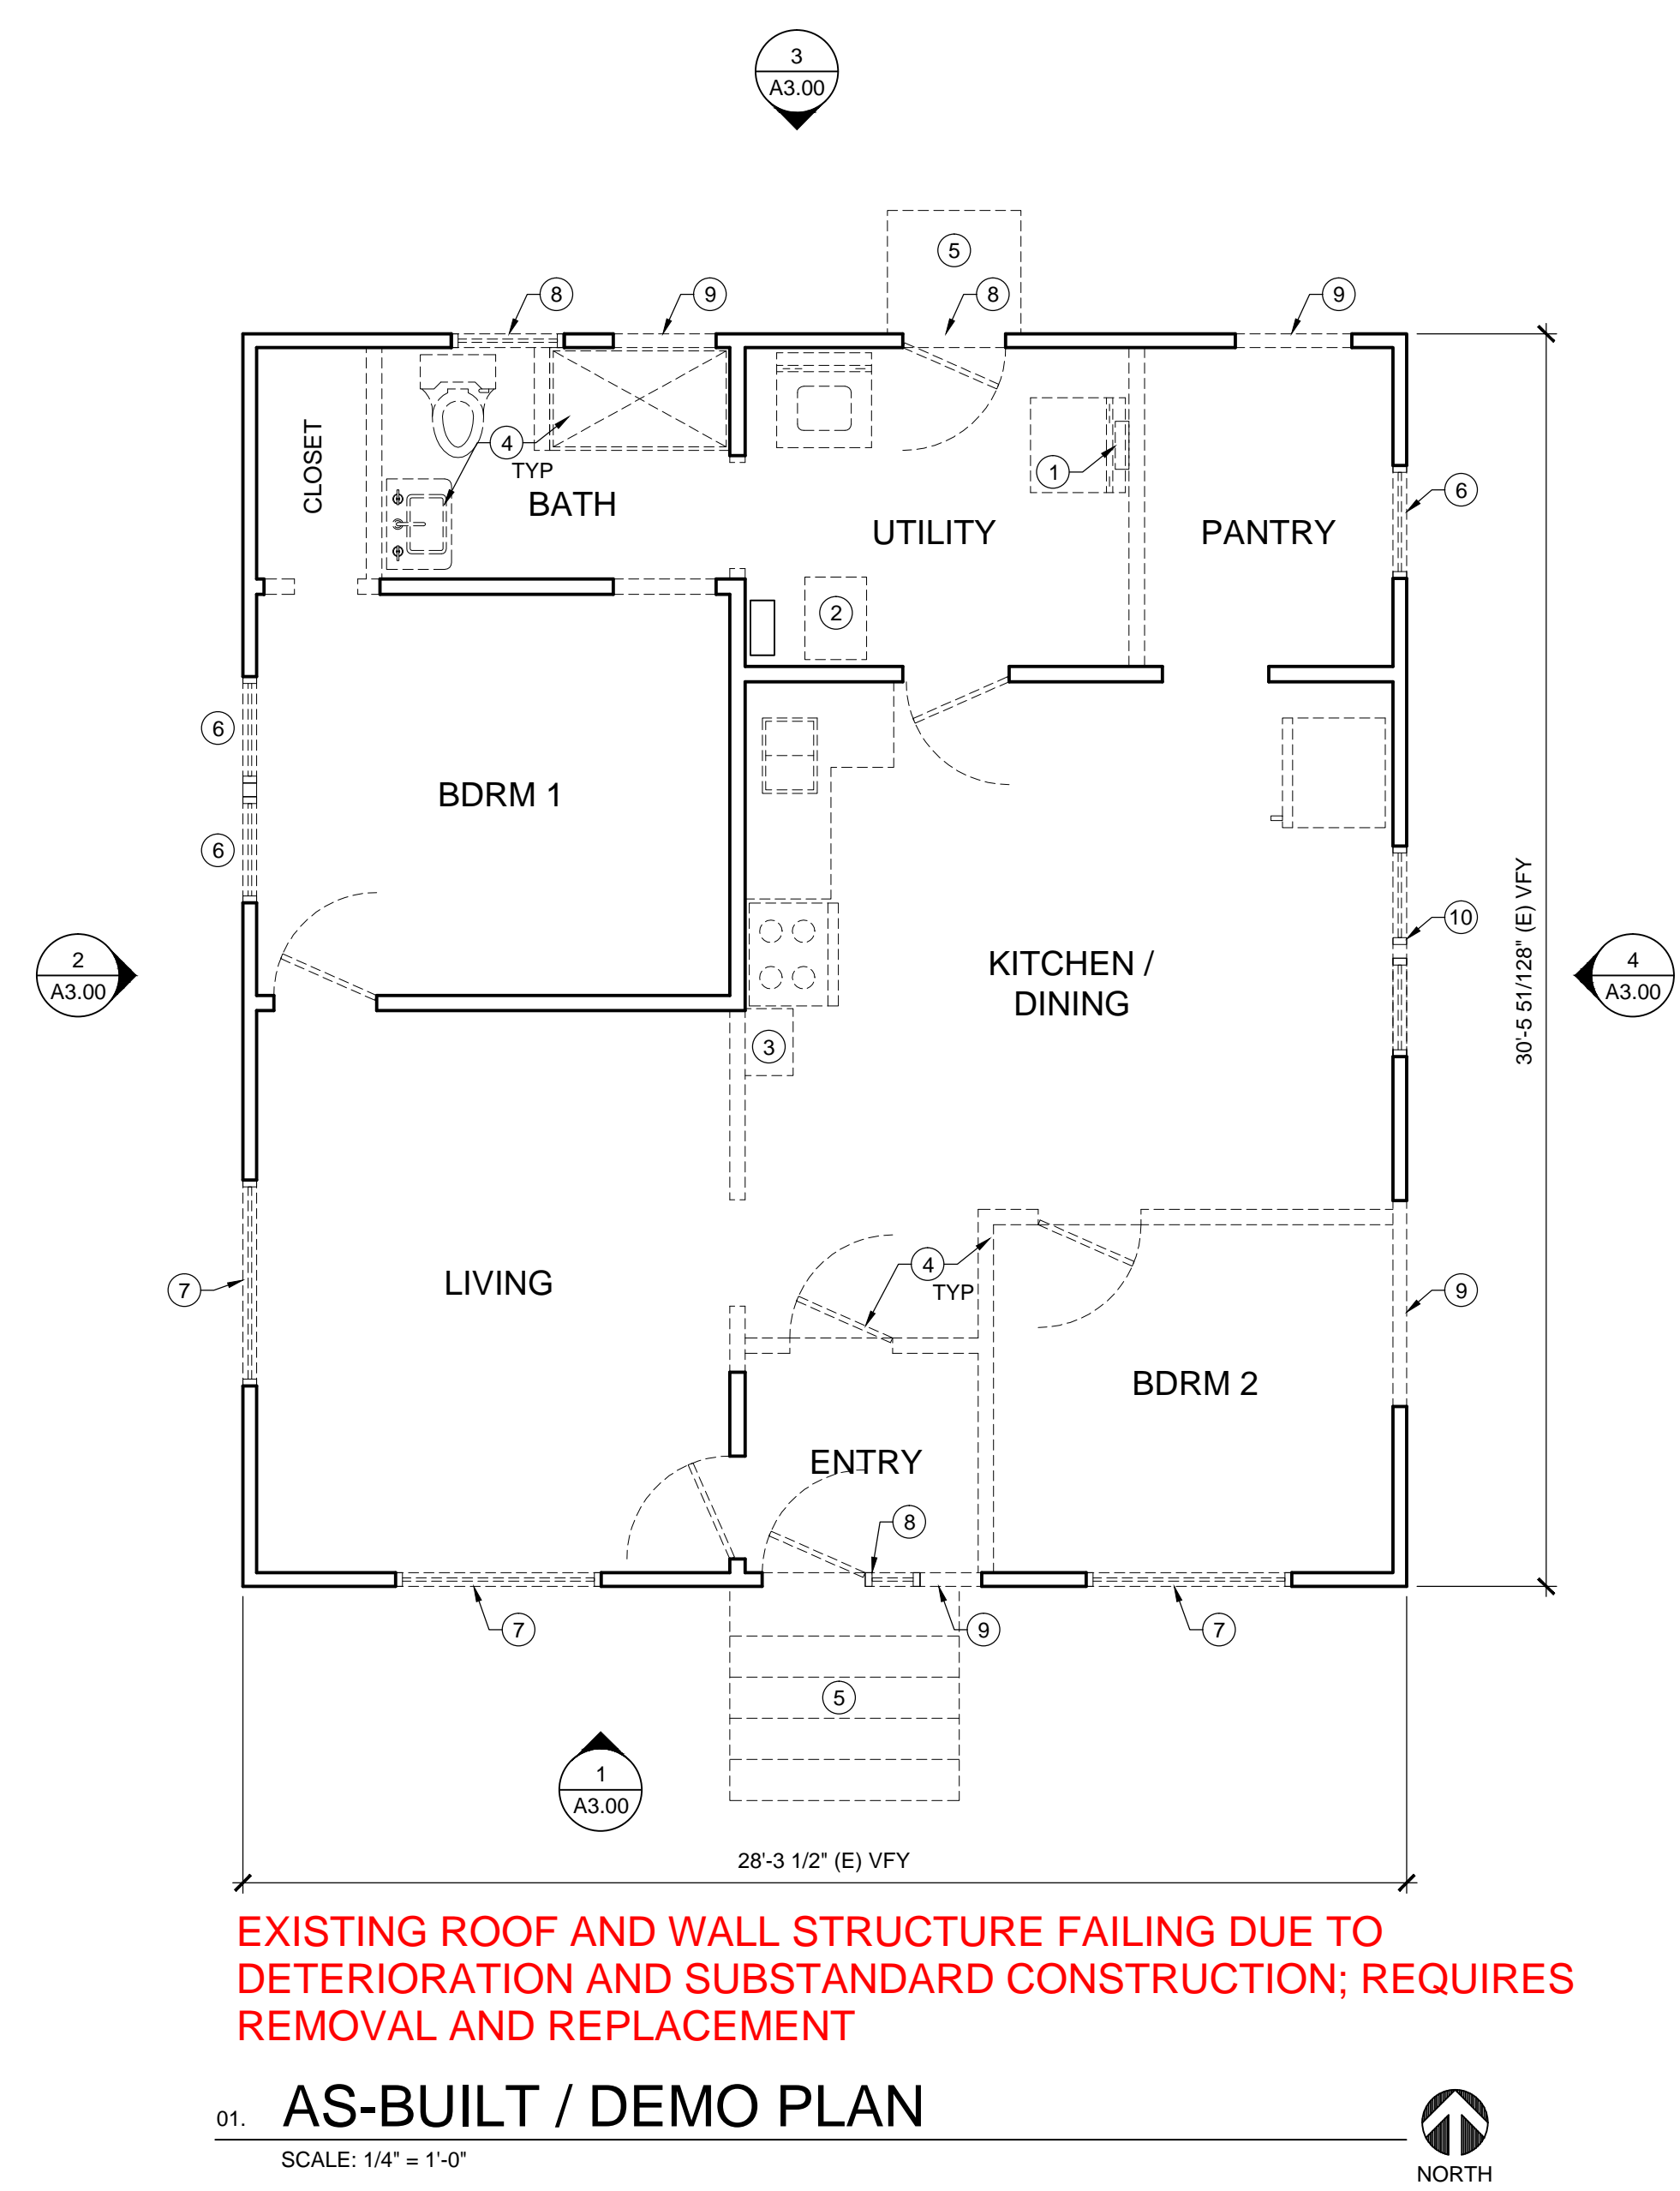 3
A3.00
5
8
9
8
9
CLOSET
4
TYP
BATH
1
6
UTILITY
PANTRY
2
6
BDRM 1
6
10
30'-5 51/128" (E) VFY
2
A3.00
4
A3.00
KITCHEN /
DINING
3
4
TYP
LIVING
7
9
BDRM 2
ENTRY
8
7
9
7
5
1
A3.00
28'-3 1/2" (E) VFY
EXISTING ROOF AND WALL STRUCTURE FAILING DUE TO
DETERIORATION AND SUBSTANDARD CONSTRUCTION; REQUIRES
REMOVAL AND REPLACEMENT
01. AS-BUILT / DEMO PLAN
SCALE: 1/4" = 1'-0"
NORTH